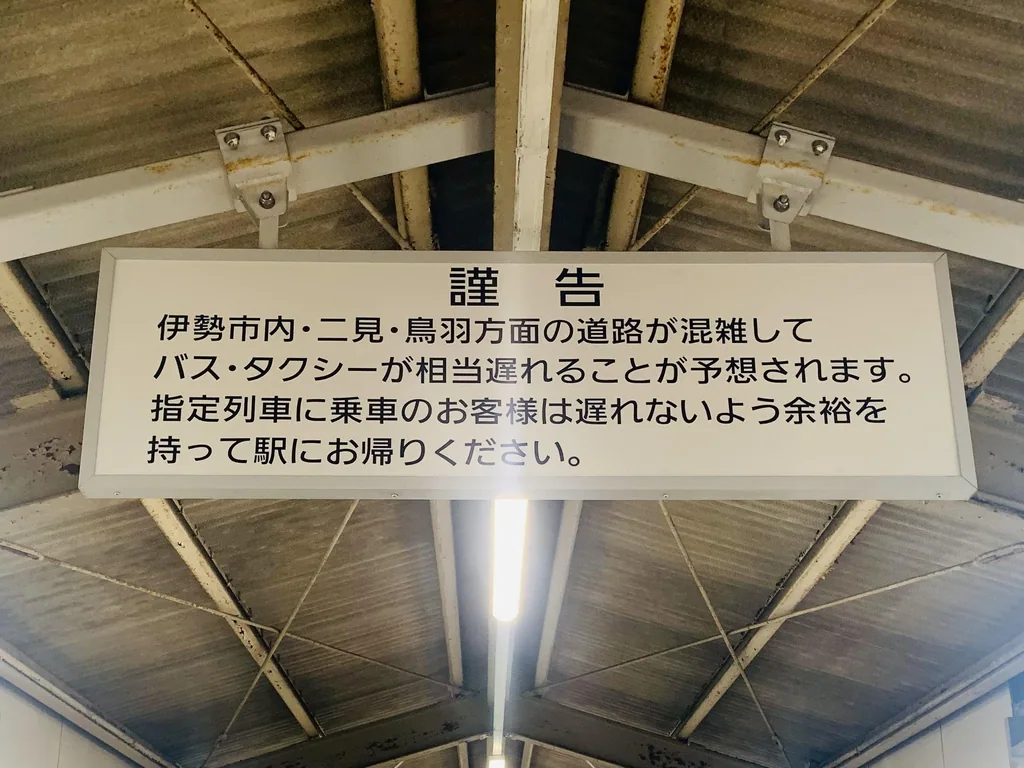 謹　告
伊勢市内・二見・鳥羽方面の道路が混雑して
バス・タクシーが相当遅れることが予想されます。
指定列車に乗車のお客様は遅れないよう余裕を
持って駅にお帰りください。